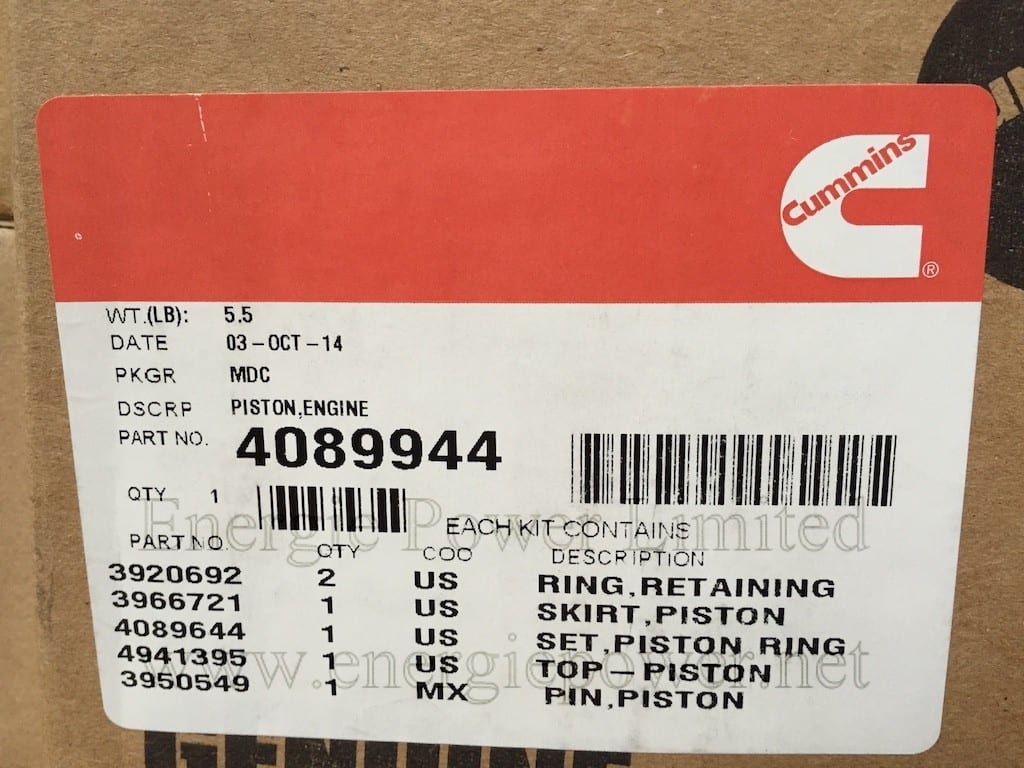 Cummins
®
WT.(LB): 5.5
DATE 03-OCT-14
PKGR MDC
DSCRP PISTON,ENGINE
PART NO. 4089944
QTY 1
EACH KIT CONTAINS
Energic Power Limited
PART NO. QTY COO DESCRIPTION
3920692 2 US RING,RETAINING
3966721 1 US SKIRT,PISTON
4089644 1 US SET,PISTON RING
4941395 1 US TOP-PISTON
www.energicpower.net
3950549 1 MX PIN,PISTON
GENUINE